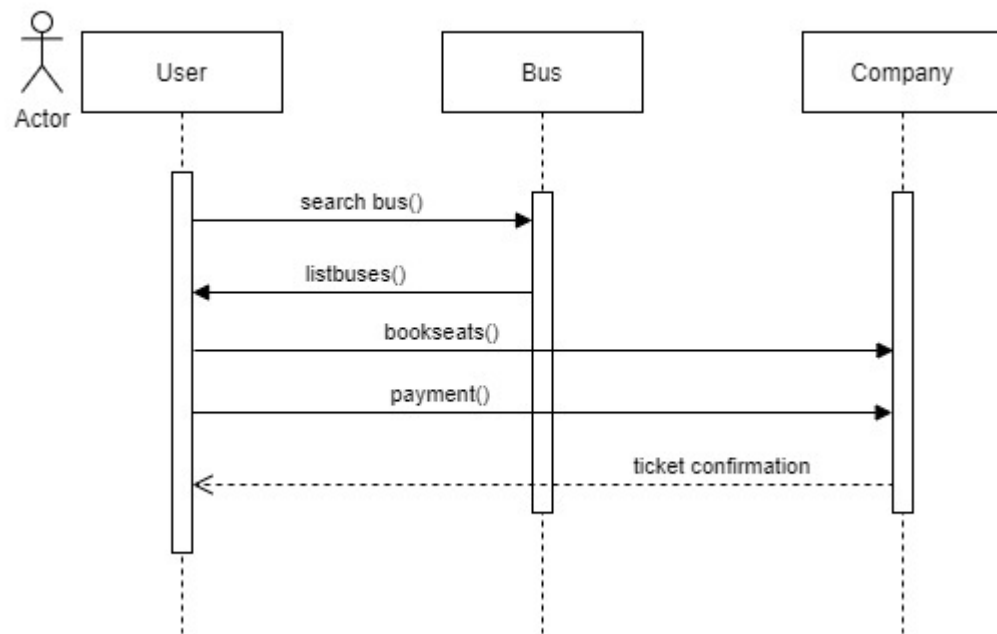 User
Bus
Company
Actor
search bus()
listbuses()
bookseats()
payment()
ticket confirmation